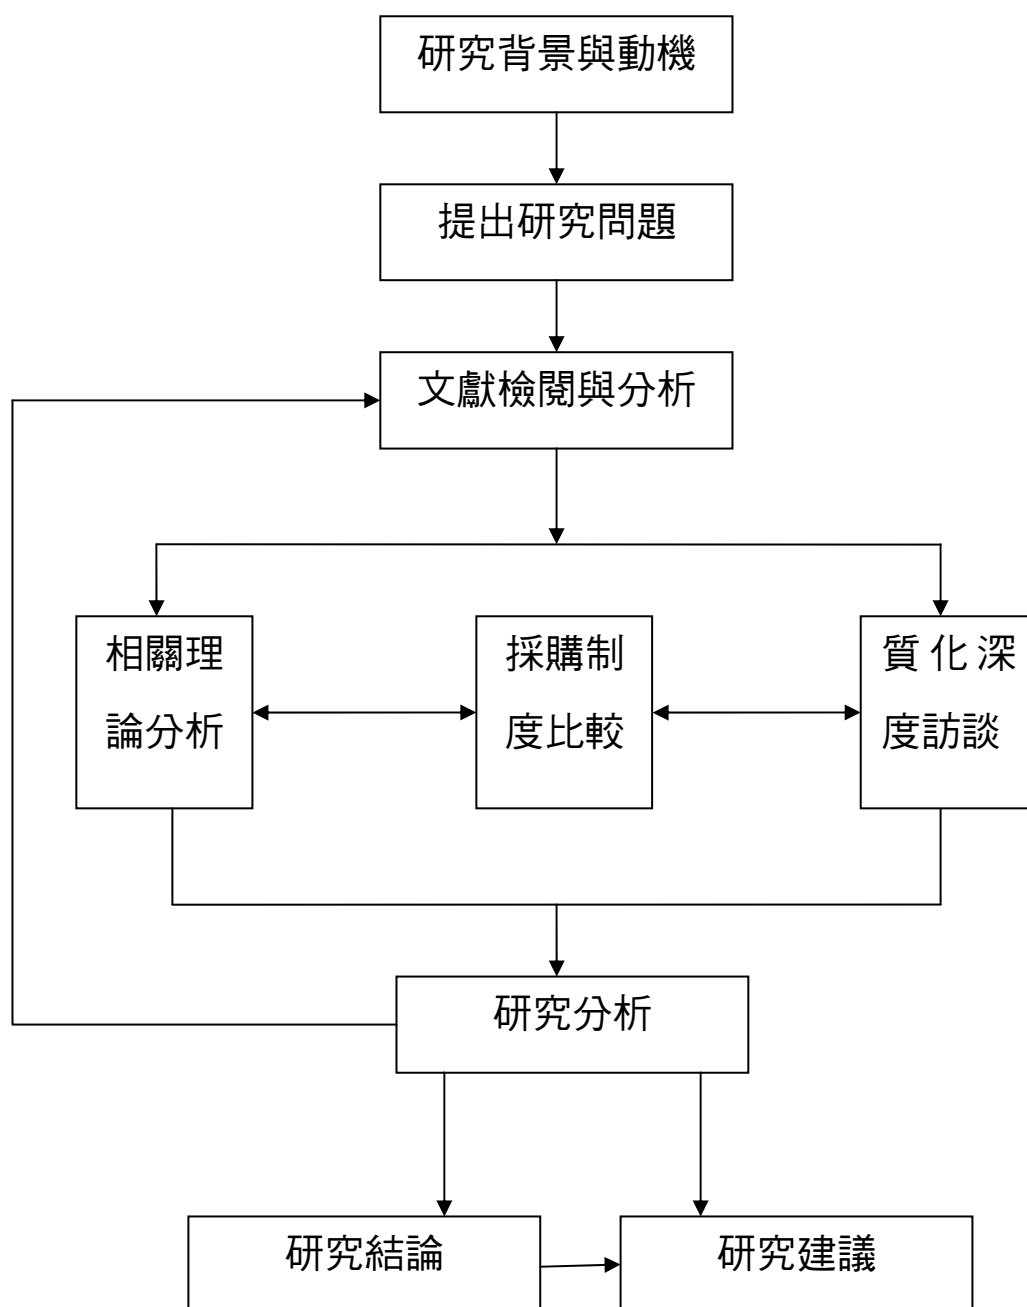 研究背景與動機
提出研究問題
文獻檢閱與分析
相關理
論分析
採購制
度比較
質化深
度訪談
研究分析
研究結論
研究建議